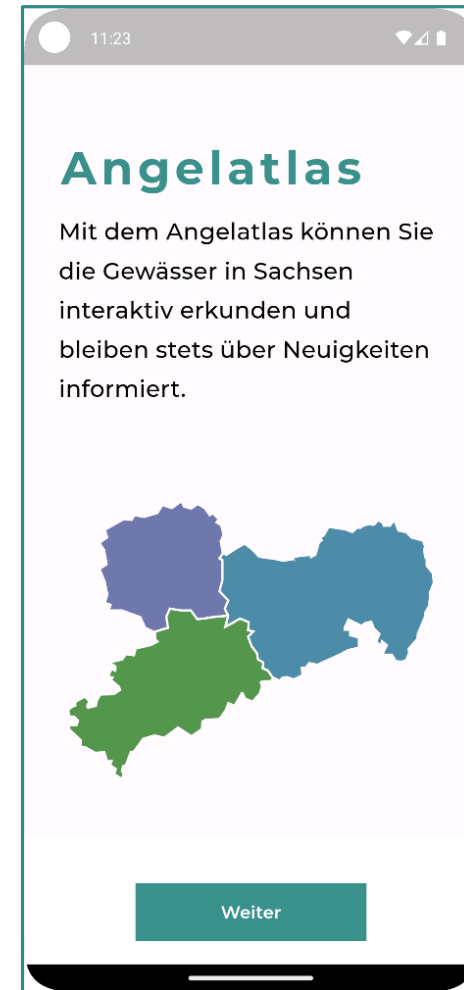 11:23
Angelatlas
Mit dem Angelatlas können Sie
die Gewässer in Sachsen
interaktiv erkunden und
bleiben stets über Neuigkeiten
informiert.
Weiter